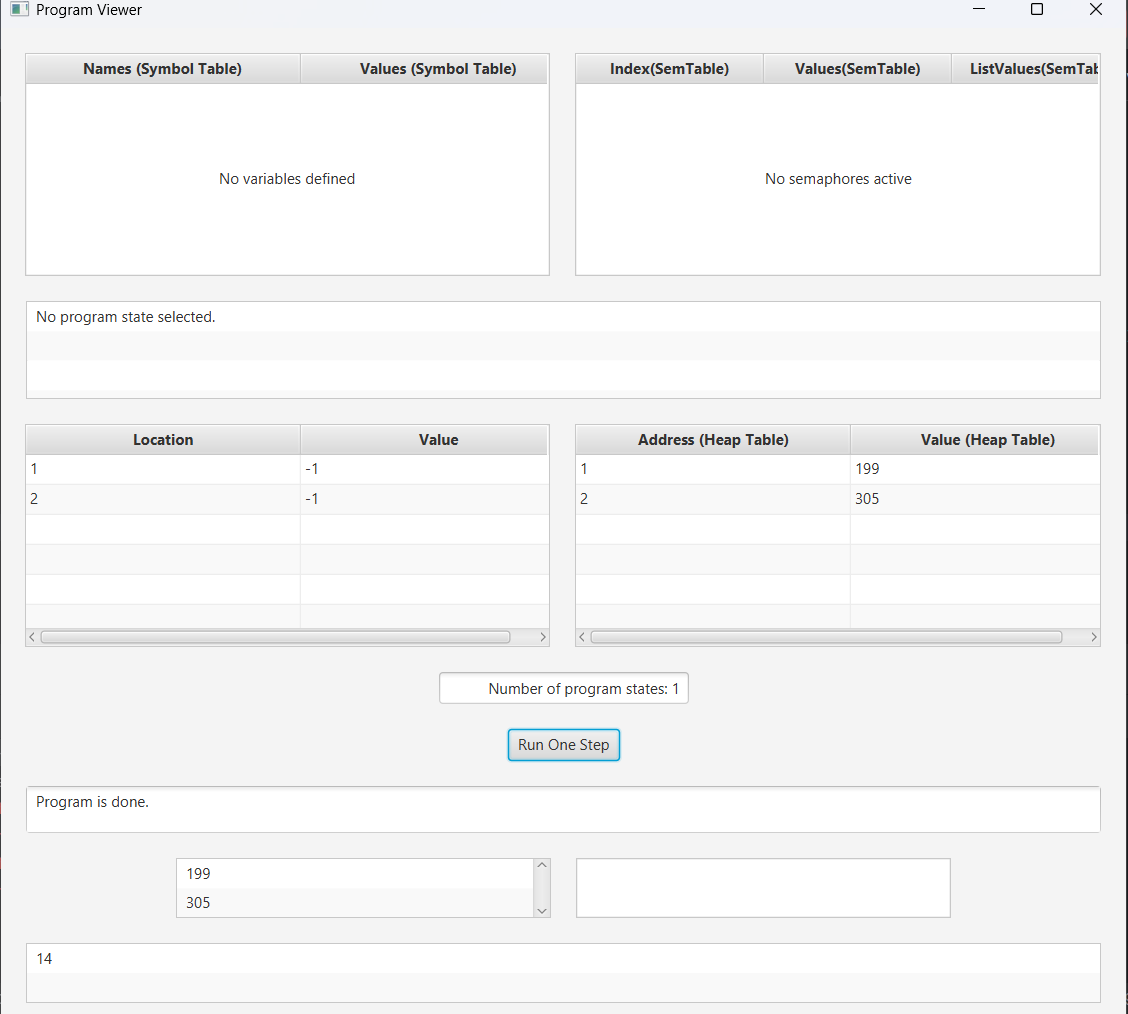 Program Viewer
Names (Symbol Table) Values (Symbol Table) Index(SemTable) Values(SemTable) ListValues(SemTab
No variables defined No semaphores active
No program state selected.
Location Value Address (Heap Table) Value (Heap Table)
1 -1 1 199
2 -1 2 305
Number of program states: 1
Run One Step
Program is done.
199
305
14